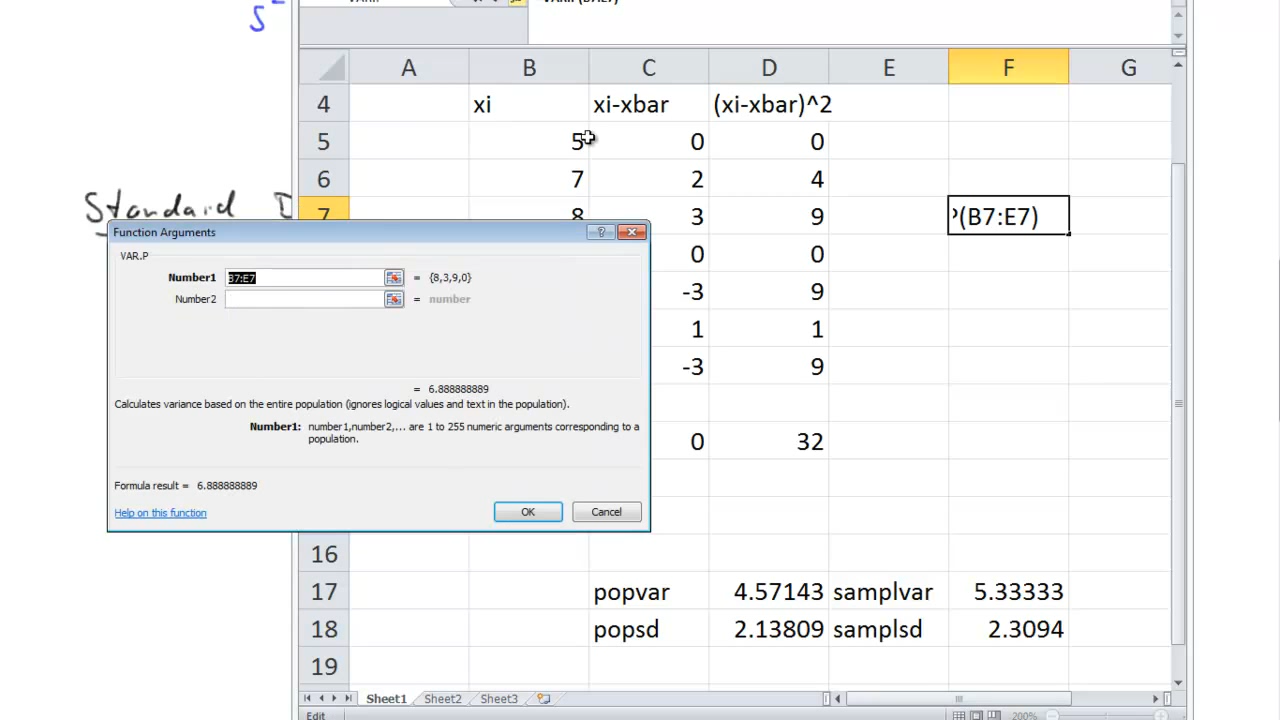 S²
A B C D E F G
4 xi xi-xbar (xi-xbar)^2
5 5 0 0
6 7 2 4
Standard
7 8 3 9 P(B7:E7)
0 0
-3 9
1 1
-3 9
0 32
Function Arguments
VAR.P
Number1 B7:E7 = {8,3,9,0}
Number2 = number
= 6.888888889
Calculates variance based on the entire population (ignores logical values and text in the population).
Number1: number1,number2,... are 1 to 255 numeric arguments corresponding to a
population.
Formula result = 6.888888889
Help on this function OK Cancel
16
17 popvar 4.57143 samplvar 5.33333
18 popsd 2.13809 samplsd 2.3094
19
Sheet1 Sheet2 Sheet3
Edit 200%